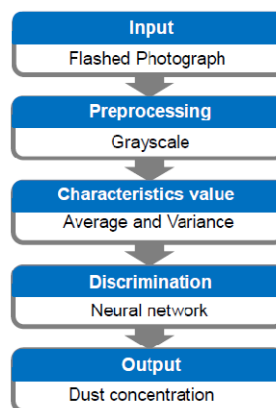 Input
Flashed Photograph
Preprocessing
Grayscale
Characteristics value
Average and Variance
Discrimination
Neural network
Output
Dust concentration